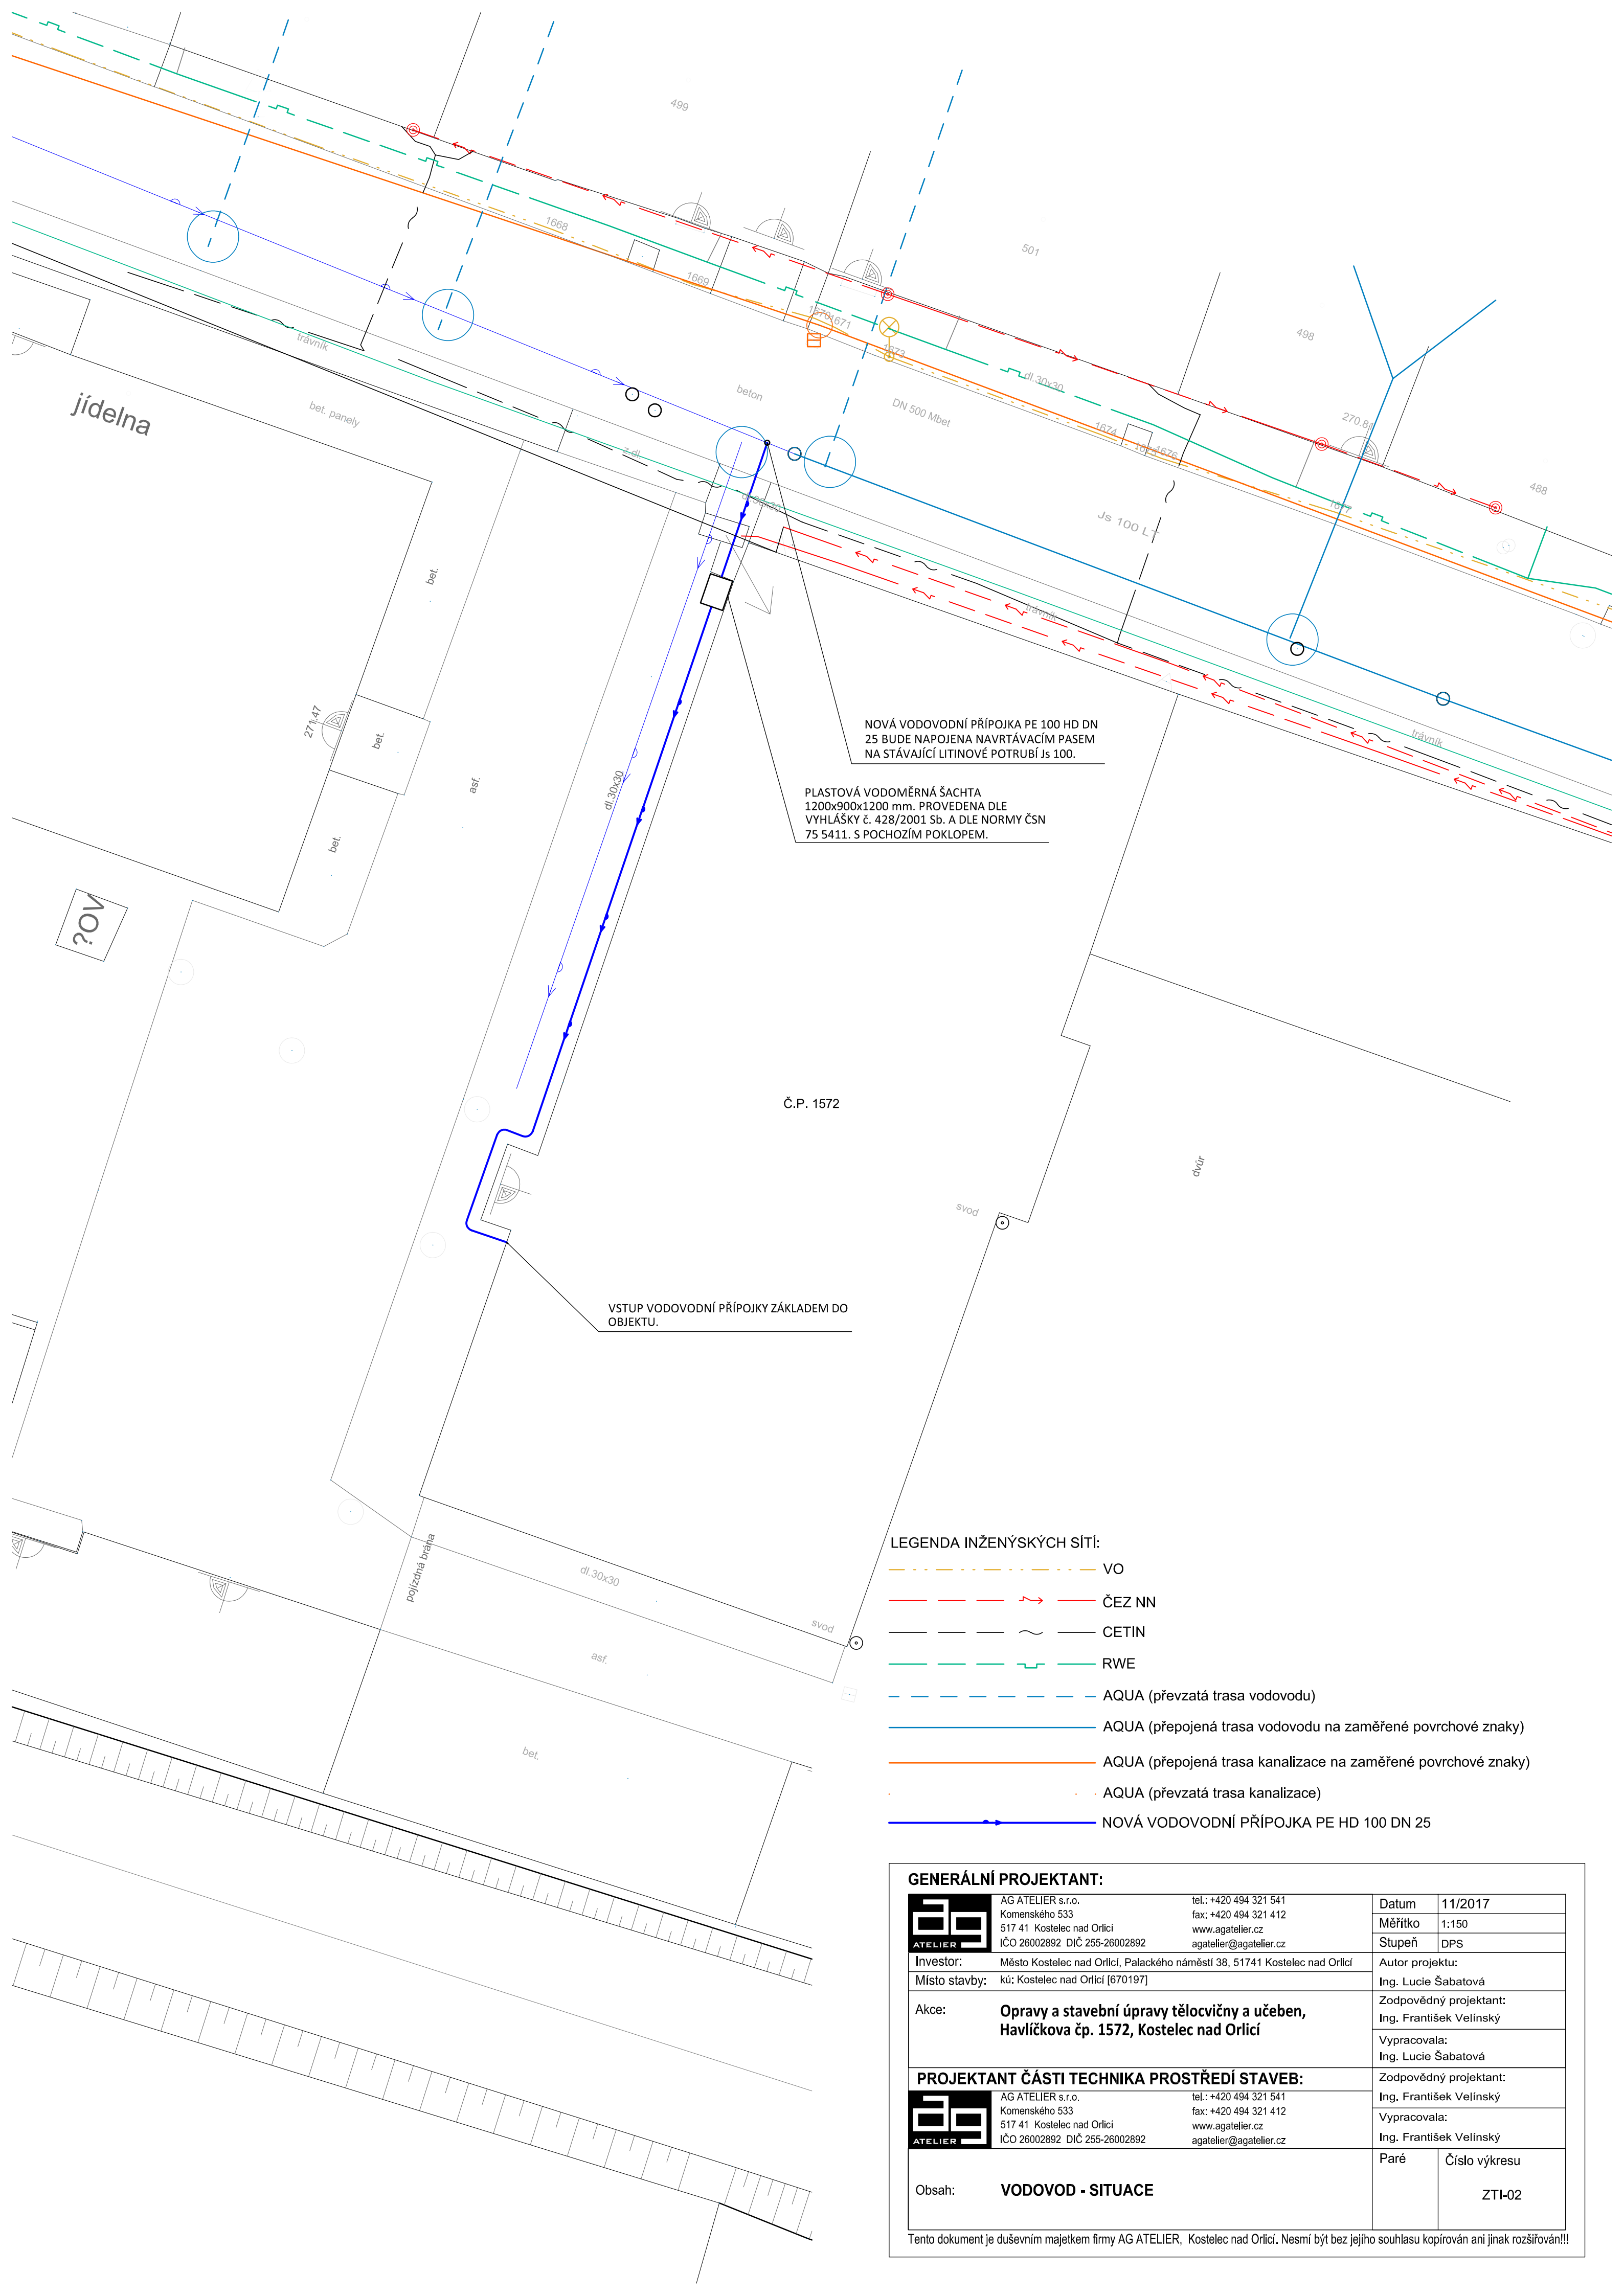 499
501
498
488
1668
1669
1670
1671
1673
1674
1676
1677
270.81
trávník
jídelna
bet. panely
beton
DN 500 Mbet
dl.30x30
z.dl.
Js 100 LT
trávník
trávník
bet.
bet.
bet.
271.47
asf.
dl.30x30
?OV
NOVÁ VODOVODNÍ PŘÍPOJKA PE 100 HD DN
25 BUDE NAPOJENA NAVRTÁVACÍM PASEM
NA STÁVAJÍCÍ LITINOVÉ POTRUBÍ Js 100.
PLASTOVÁ VODOMĚRNÁ ŠACHTA
1200x900x1200 mm. PROVEDENA DLE
VYHLÁŠKY č. 428/2001 Sb. A DLE NORMY ČSN
75 5411. S POCHOZÍM POKLOPEM.
Č.P. 1572
dvúr
svod
VSTUP VODOVODNÍ PŘÍPOJKY ZÁKLADEM DO
OBJEKTU.
pojízdná brána
dl.30x30
svod
asf.
bet.
LEGENDA INŽENÝSKÝCH SÍTÍ:
VO
ČEZ NN
CETIN
RWE
AQUA (převzatá trasa vodovodu)
AQUA (přepojená trasa vodovodu na zaměřené povrchové znaky)
AQUA (přepojená trasa kanalizace na zaměřené povrchové znaky)
AQUA (převzatá trasa kanalizace)
NOVÁ VODOVODNÍ PŘÍPOJKA PE HD 100 DN 25
GENERÁLNÍ PROJEKTANT:
ag
ATELIER
AG ATELIER s.r.o. tel.: +420 494 321 541
Komenského 533 fax: +420 494 321 412
517 41 Kostelec nad Orlicí www.agatelier.cz
IČO 26002892 DIČ 255-26002892 agatelier@agatelier.cz
Datum 11/2017
Měřítko 1:150
Stupeň DPS
Investor: Město Kostelec nad Orlicí, Palackého náměstí 38, 51741 Kostelec nad Orlicí
Místo stavby: kú: Kostelec nad Orlicí [670197]
Autor projektu:
Ing. Lucie Šabatová
Akce: Opravy a stavební úpravy tělocvičny a učeben,
Havlíčkova čp. 1572, Kostelec nad Orlicí
Zodpovědný projektant:
Ing. František Velínský
Vypracovala:
Ing. Lucie Šabatová
PROJEKTANT ČÁSTI TECHNIKA PROSTŘEDÍ STAVEB:
ag
ATELIER
AG ATELIER s.r.o. tel.: +420 494 321 541
Komenského 533 fax: +420 494 321 412
517 41 Kostelec nad Orlicí www.agatelier.cz
IČO 26002892 DIČ 255-26002892 agatelier@agatelier.cz
Zodpovědný projektant:
Ing. František Velínský
Vypracovala:
Ing. František Velínský
Obsah: VODOVOD - SITUACE
Paré Číslo výkresu
ZTI-02
Tento dokument je duševním majetkem firmy AG ATELIER, Kostelec nad Orlicí. Nesmí být bez jejího souhlasu kopírován ani jinak rozšiřován!!!